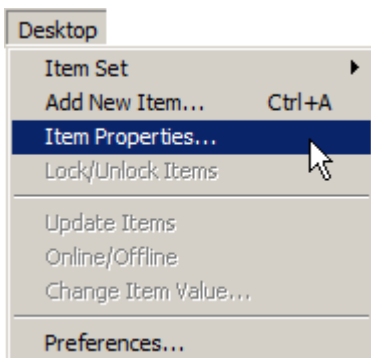 Desktop
Item Set
Add New Item... Ctrl+A
Item Properties...
Lock/Unlock Items
Update Items
Online/Offline
Change Item Value...
Preferences...